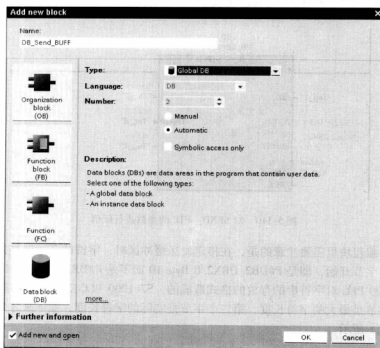 Add new block
Name:
DB_Send_BUFF
Type: Global DB
Language: DB
Number: 2
Manual
Automatic
Symbolic access only
Description:
Data blocks (DBs) are data areas in the program that contain user data.
Select one of the following types:
- A global data block
- An instance data block
more...
Organization
block
(OB)
Function
block
(FB)
Function
(FC)
Data block
(DB)
Further information
Add new and open
OK
Cancel